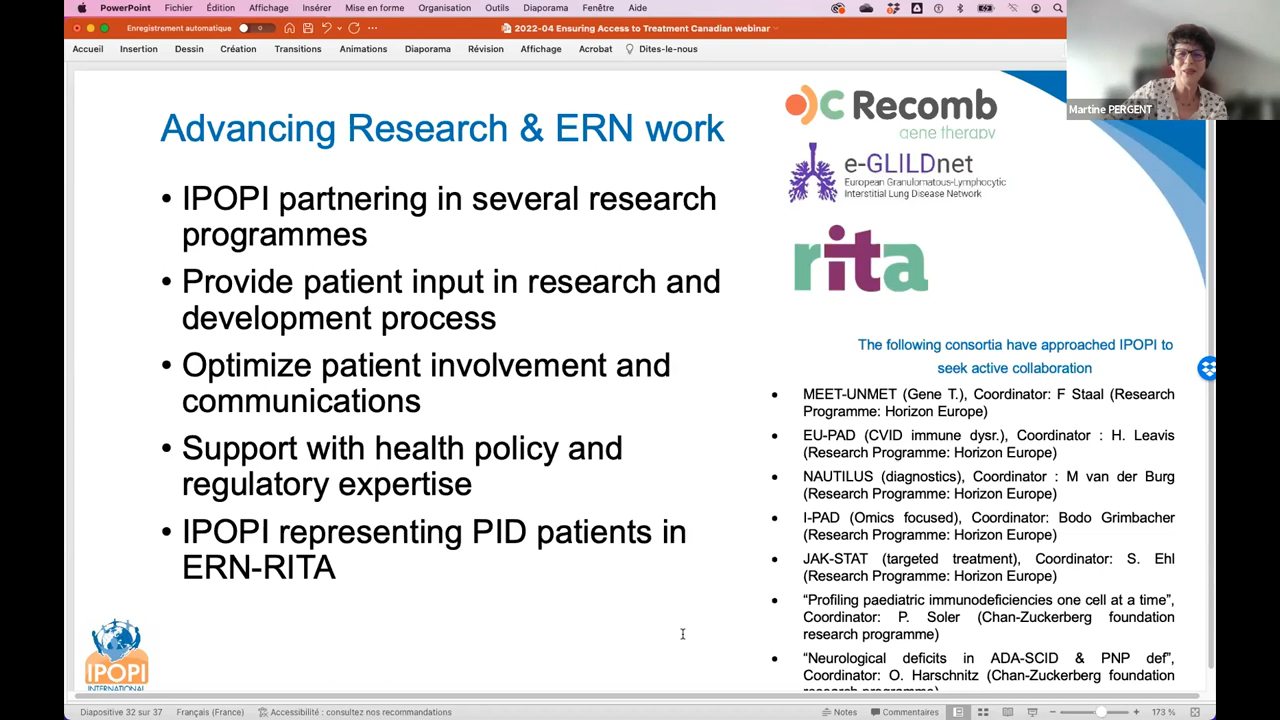 PowerPoint Fichier Édition Affichage Insérer Mise en forme Organisation Outils Diaporama Fenêtre Aide
Enregistrement automatique
2022-04 Ensuring Access to Treatment Canadian webinar
Accueil Insertion Dessin Création Transitions Animations Diaporama Révision Affichage Acrobat Dites-le-nous
Martine PERGENT
Advancing Research & ERN work
• IPOPI partnering in several research
programmes
• Provide patient input in research and
development process
• Optimize patient involvement and
communications
• Support with health policy and
regulatory expertise
• IPOPI representing PID patients in
ERN-RITA
IPOPI
INTERNATIONAL
Recomb
gene therapy
e-GLILDnet
European Granulomatous-Lymphocytic
Interstitial Lung Disease Network
rita
The following consortia have approached IPOPI to
seek active collaboration
• MEET-UNMET (Gene T.), Coordinator: F Staal (Research
Programme: Horizon Europe)
• EU-PAD (CVID immune dysr.), Coordinator : H. Leavis
(Research Programme: Horizon Europe)
• NAUTILUS (diagnostics), Coordinator : M van der Burg
(Research Programme: Horizon Europe)
• I-PAD (Omics focused), Coordinator: Bodo Grimbacher
(Research Programme: Horizon Europe)
• JAK-STAT (targeted treatment), Coordinator: S. Ehl
(Research Programme: Horizon Europe)
• “Profiling paediatric immunodeficiencies one cell at a time”,
Coordinator: P. Soler (Chan-Zuckerberg foundation
research programme)
• “Neurological deficits in ADA-SCID & PNP def”,
Coordinator: O. Harschnitz (Chan-Zuckerberg foundation
research programme)
Diapositive 32 sur 37 Français (France) Accessibilité : consultez nos recommandations Notes Commentaires 173 %